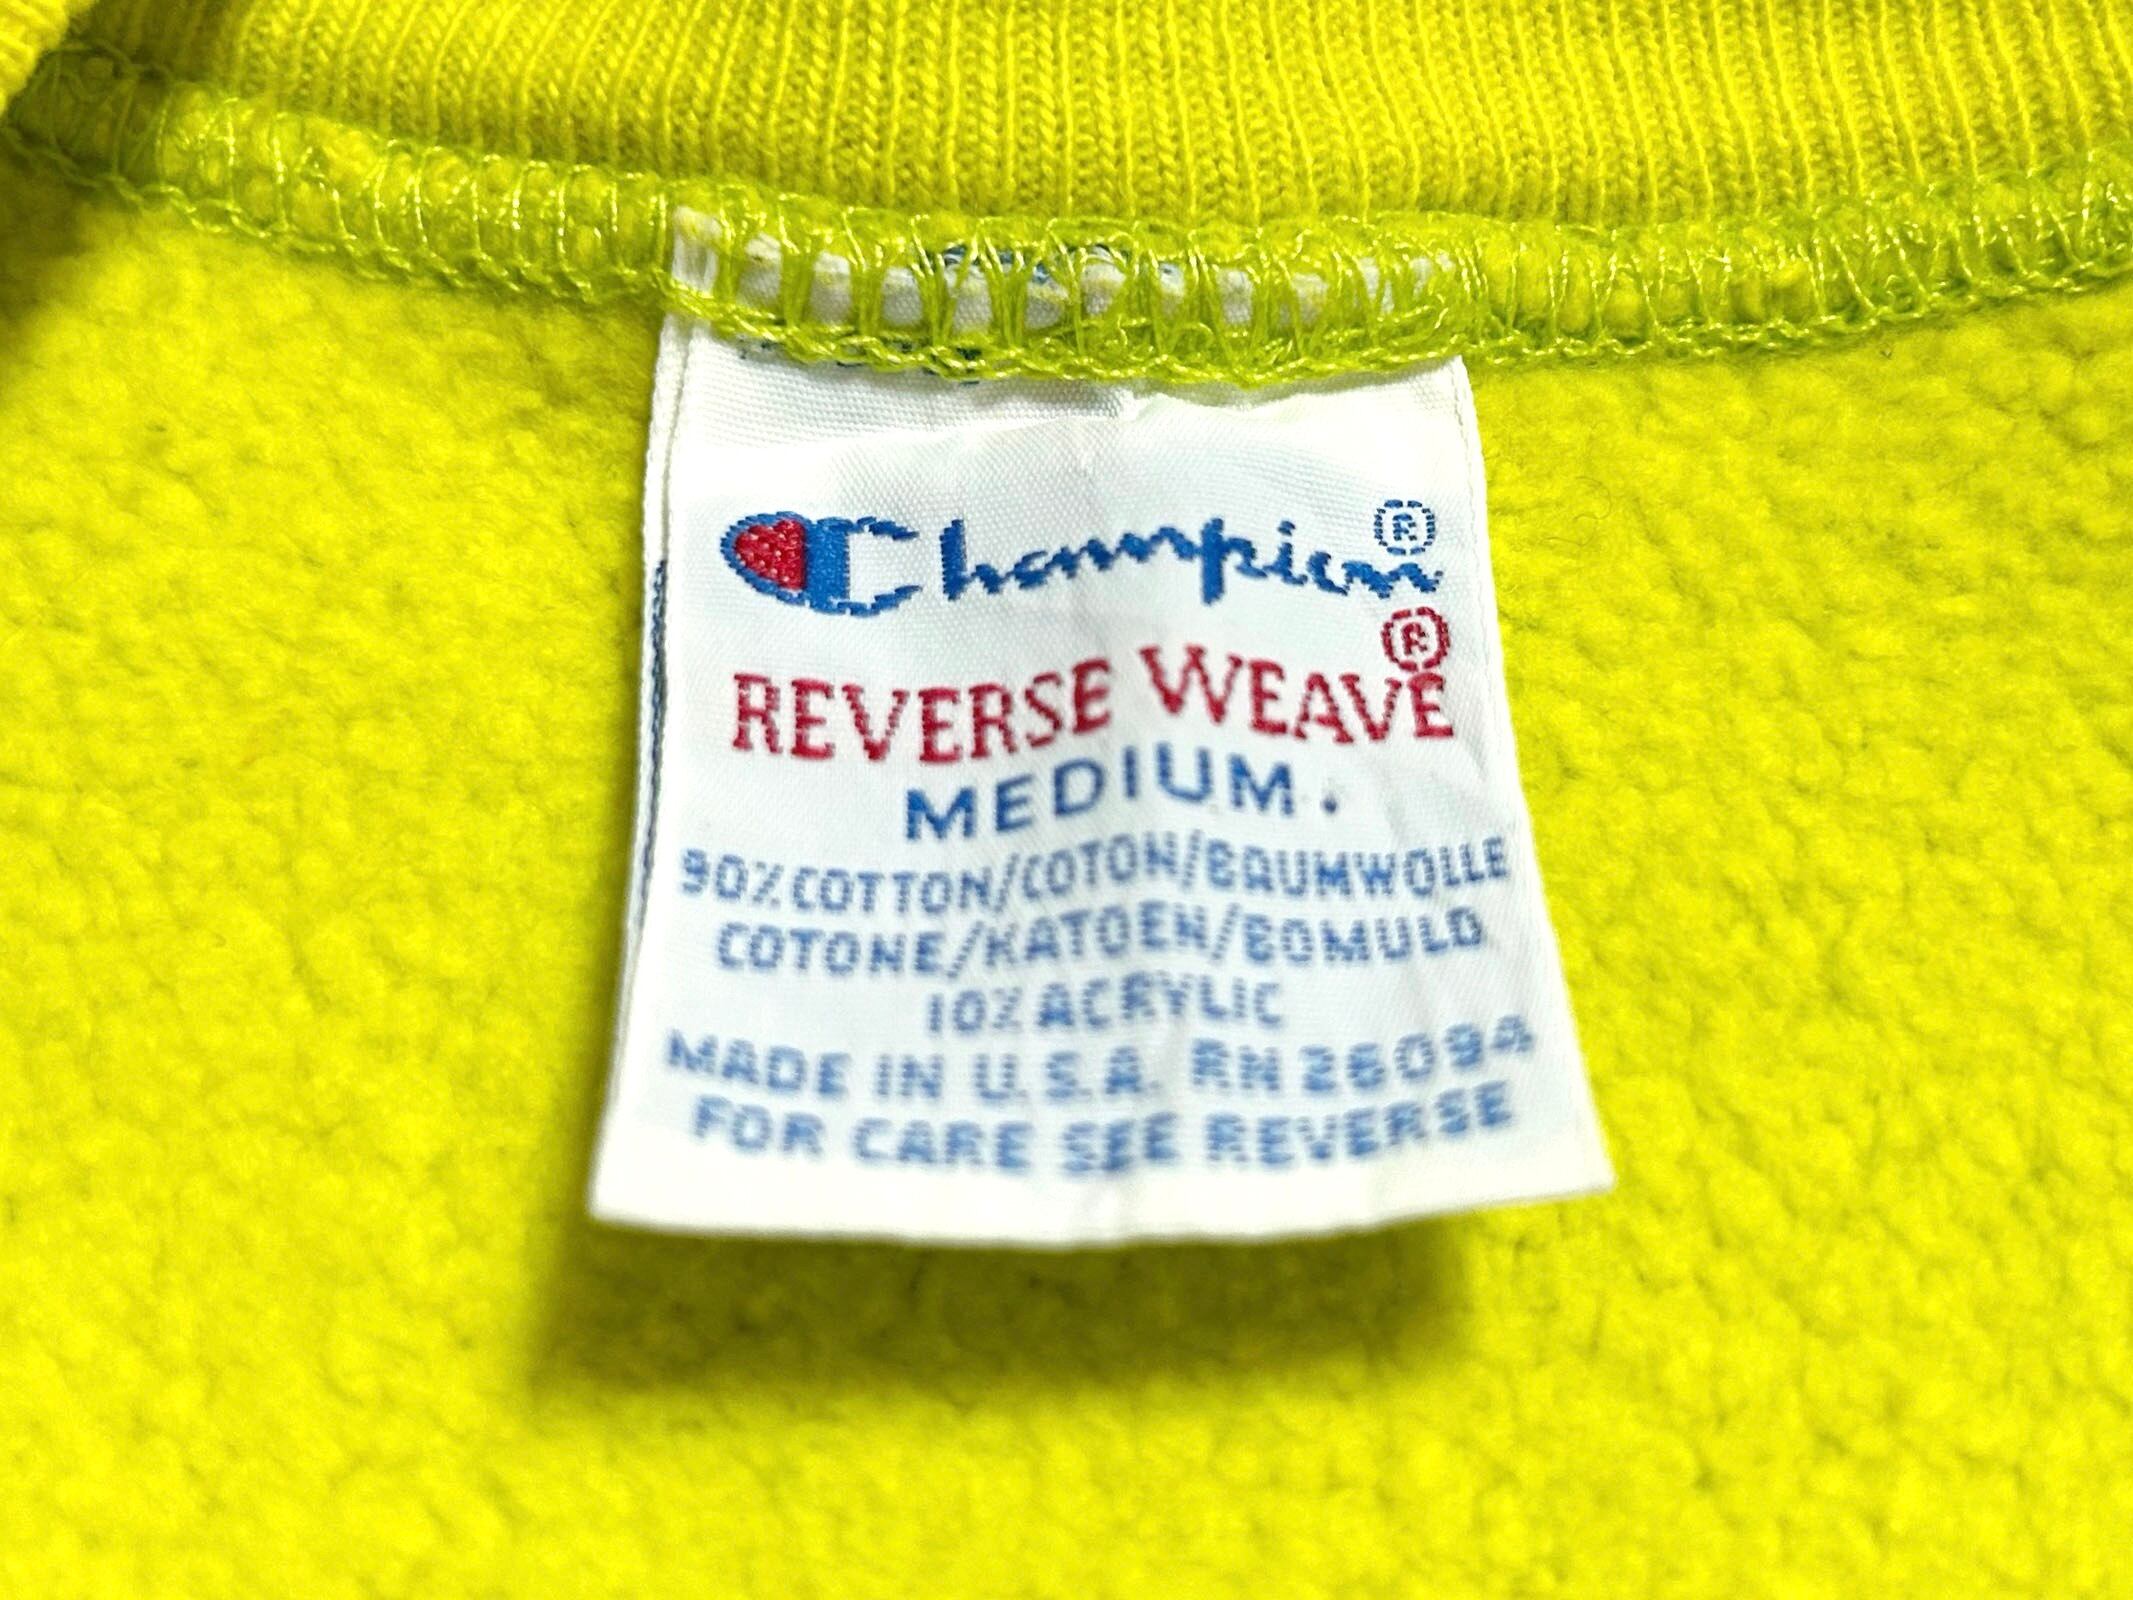 Champion®
REVERSE WEAVE®
MEDIUM.
90% COTTON/COTON/BAUMWOLLE
COTONE/KATOEN/BOMULD
10% ACRYLIC
MADE IN U.S.A. RN 26094
FOR CARE SEE REVERSE